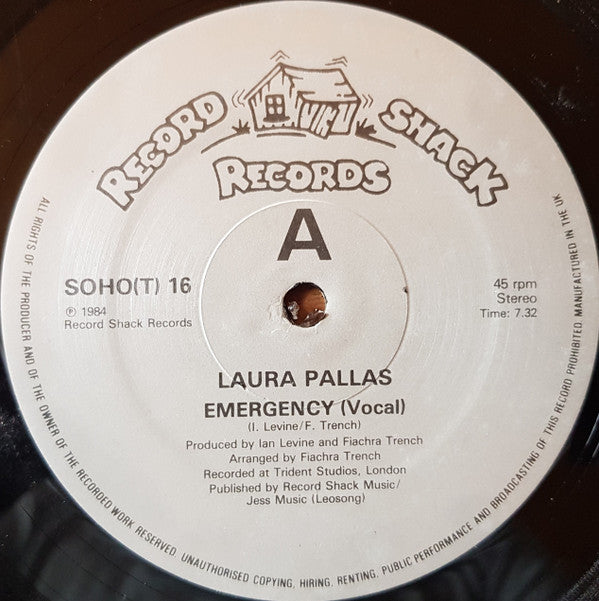 RECORD SHACK
RECORDS
VINYL
A
SOHO(T) 16
℗ 1984
Record Shack Records
45 rpm
Stereo
Time: 7.32
LAURA PALLAS
EMERGENCY (Vocal)
(I. Levine/F. Trench)
Produced by Ian Levine and Fiachra Trench
Arranged by Fiachra Trench
Recorded at Trident Studios, London
Published by Record Shack Music/
Jess Music (Leosong)
ALL RIGHTS OF THE PRODUCER AND OF THE OWNER OF THE RECORDED WORK RESERVED. UNAUTHORISED COPYING, HIRING, RENTING, PUBLIC PERFORMANCE AND BROADCASTING OF THIS RECORD PROHIBITED. MANUFACTURED IN THE UK